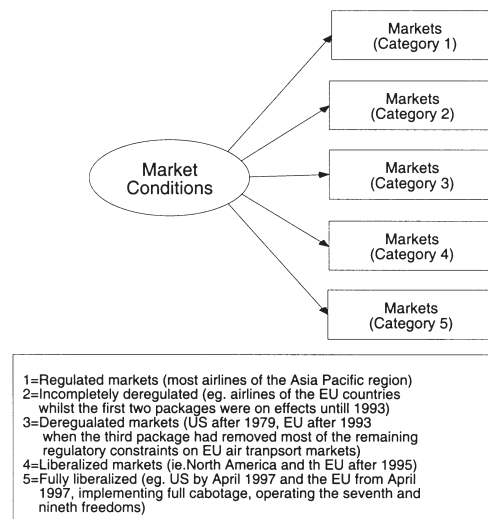 Markets
(Category 1)
Markets
(Category 2)
Market
Conditions
Markets
(Category 3)
Markets
(Category 4)
Markets
(Category 5)
1=Regulated markets (most airlines of the Asia Pacific region)
2=Incompletely deregulated (eg. airlines of the EU countries
whilst the first two packages were on effects untill 1993)
3=Deregualated markets (US after 1979, EU after 1993
when the third package had removed most of the remaining
regulatory constraints on EU air tranpsort markets)
4=Liberalized markets (ie.North America and th EU after 1995)
5=Fully liberalized (eg. US by April 1997 and the EU from April
1997, implementing full cabotage, operating the seventh and
nineth freedoms)